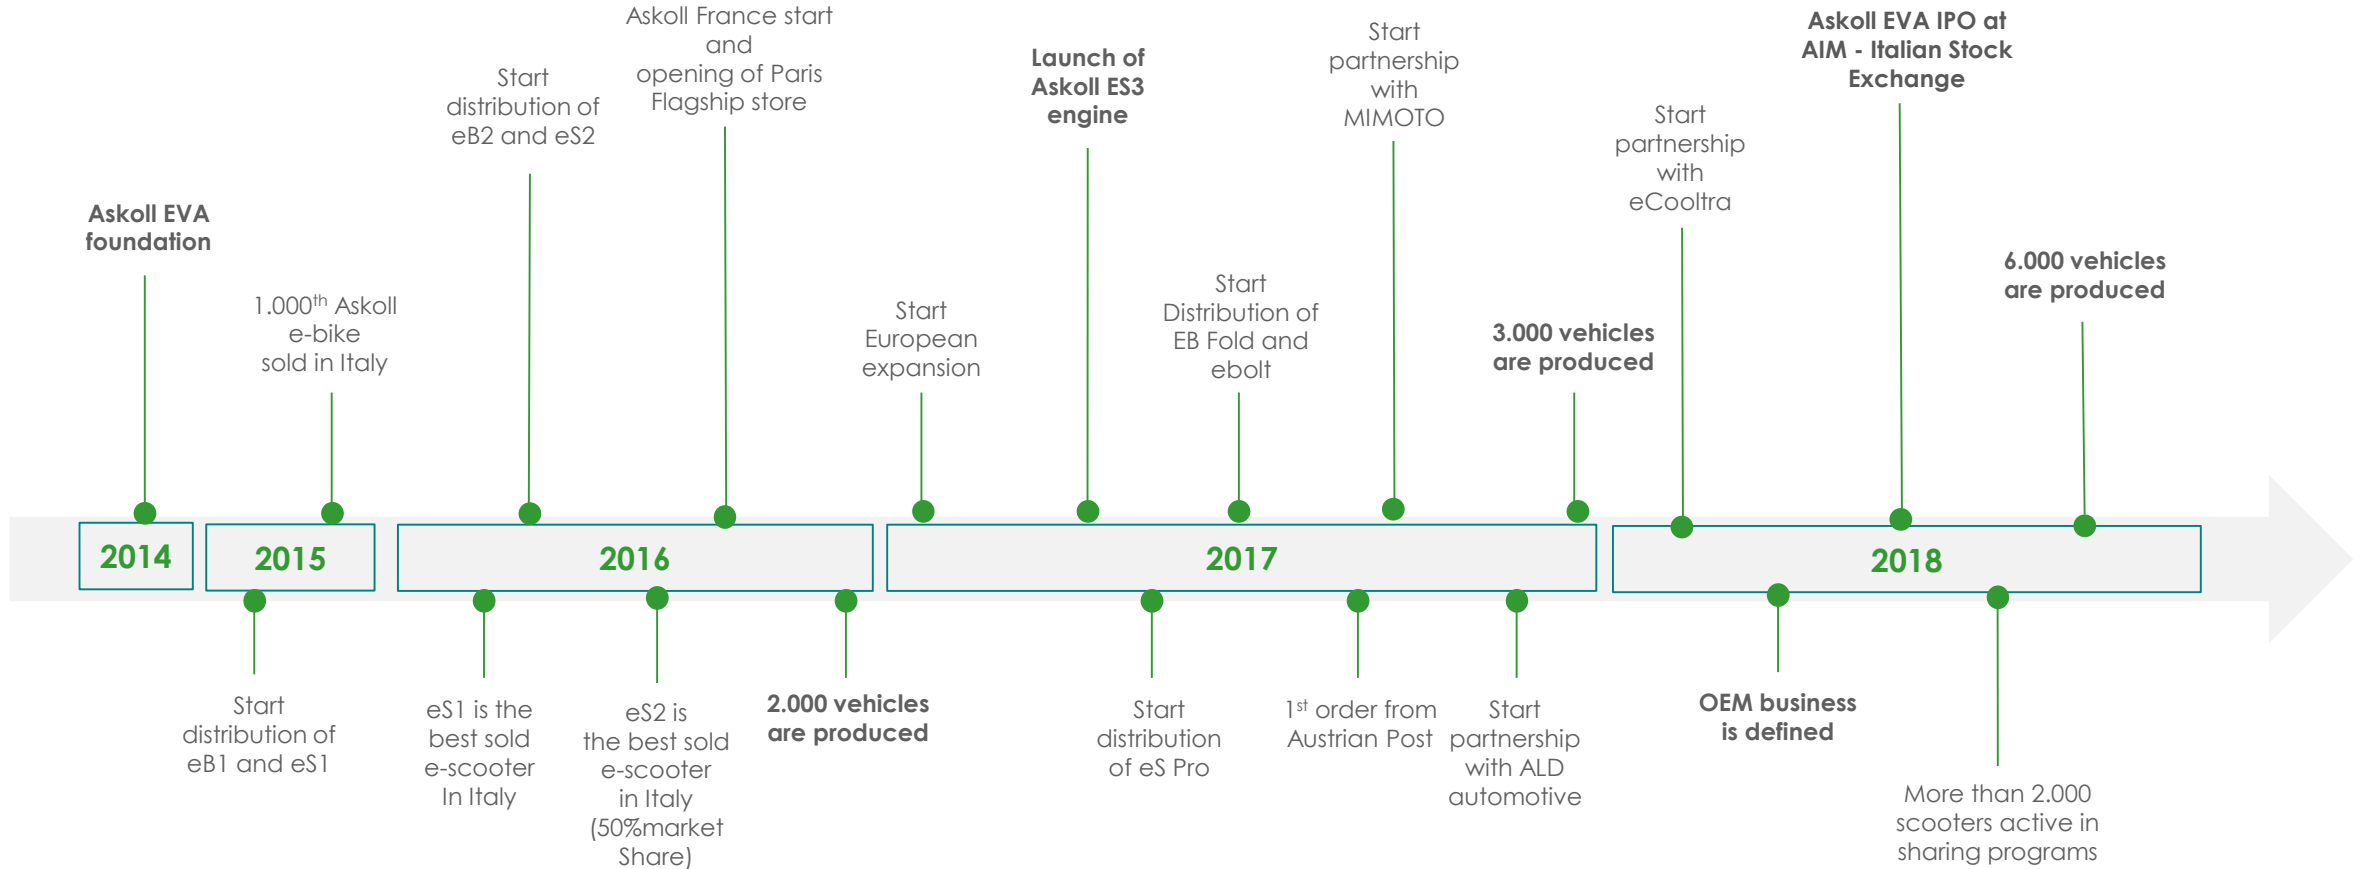 Askoll EVA
foundation
1.000th Askoll
e-bike
sold in Italy
Start
distribution of
eB2 and eS2
Askoll France start
and
opening of Paris
Flagship store
Start
European
expansion
Launch of
Askoll ES3
engine
Start
Distribution of
EB Fold and
ebolt
Start
partnership
with
MIMOTO
3.000 vehicles
are produced
Start
partnership
with
eCooltra
Askoll EVA IPO at
AIM - Italian Stock
Exchange
6.000 vehicles
are produced
2014
2015
2016
2017
2018
Start
distribution of
eB1 and eS1
eS1 is the
best sold
e-scooter
In Italy
eS2 is
the best sold
e-scooter
in Italy
(50%market
Share)
2.000 vehicles
are produced
Start
distribution
of eS Pro
1st order from
Austrian Post
Start
partnership
with ALD
automotive
OEM business
is defined
More than 2.000
scooters active in
sharing programs